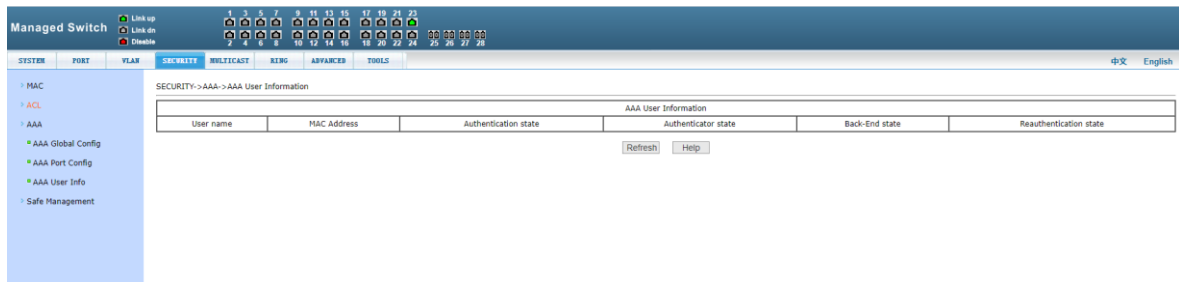 Managed Switch
Link up
Link dn
Disable
1 3 5 7 9 11 13 15 17 19 21 23
2 4 6 8 10 12 14 16 18 20 22 24 25 26 27 28
SYSTEM PORT VLAN SECURITY MULTICAST RING ADVANCED TOOLS 中文 English
MAC
ACL
AAA
AAA Global Config
AAA Port Config
AAA User Info
Safe Management
SECURITY->AAA->AAA User Information
AAA User Information
User name MAC Address Authentication state Authenticator state Back-End state Reauthentication state
Refresh Help